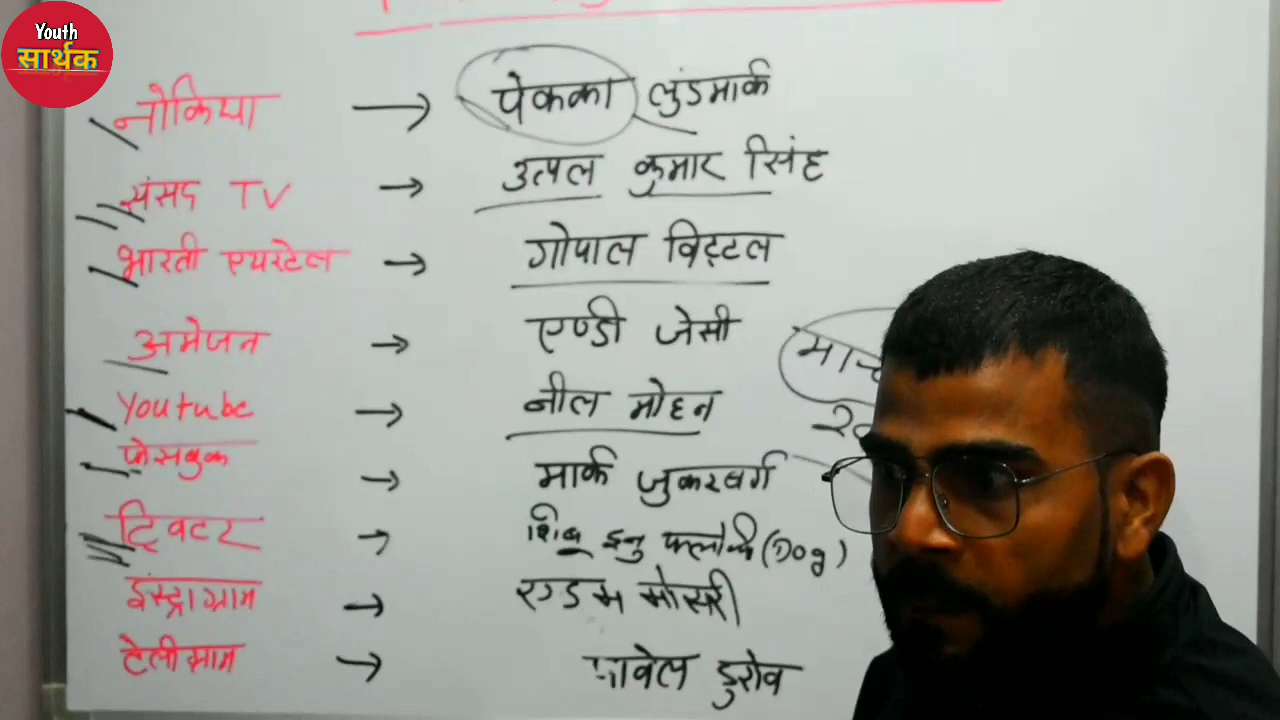 Youth
सार्थक
नोकिया → पेकका लुंडमार्क
संसद TV → उत्पल कुमार सिंह
भारती एयरटेल → गोपाल विट्टल
अमेजन → एण्डी जेसी
Youtube → नील मोहन
फेसबुक → मार्क जुकरबर्ग
ट्विटर → शिबू इनु फ्लोकी (Dog)
इंस्ट्राग्राम → एडम मोसेरी
टेलीग्राम → पावेल डुरोव